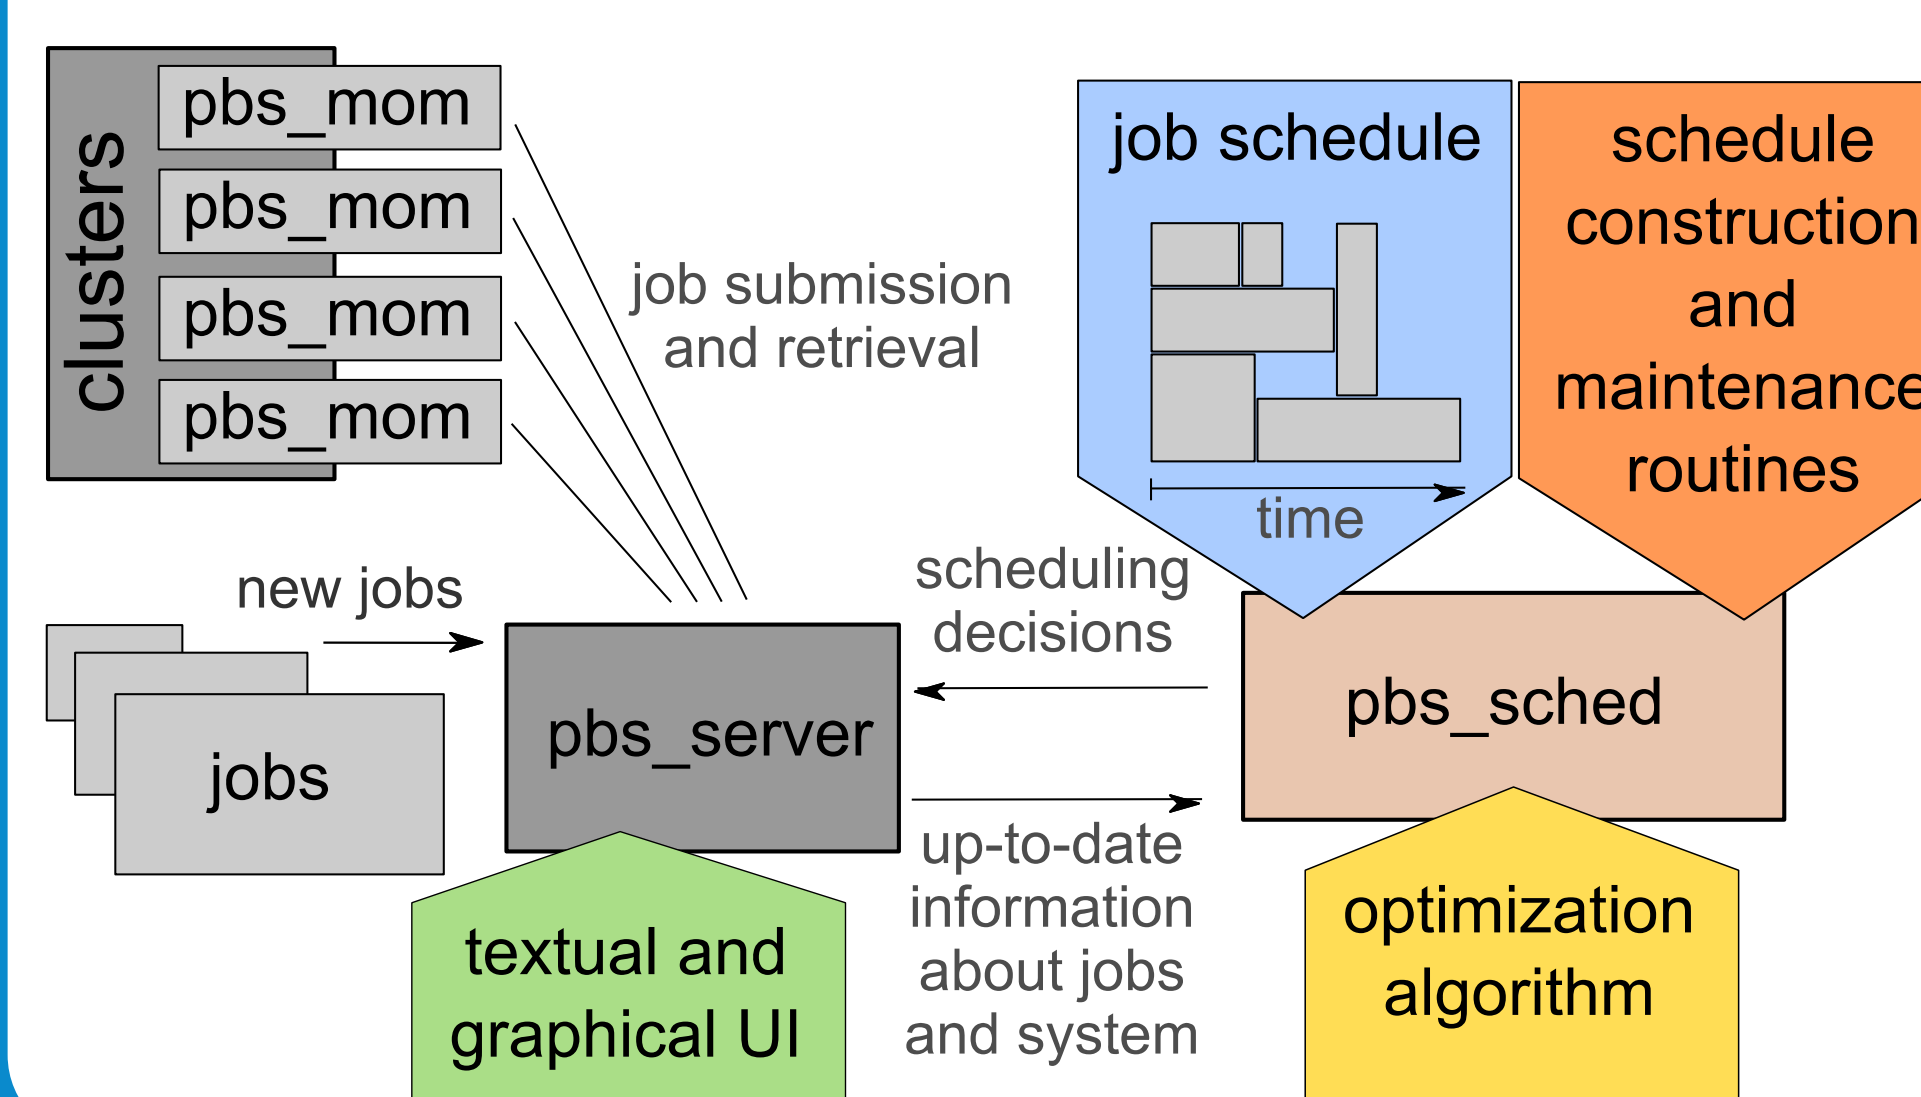 clusters
pbs_mom
pbs_mom
pbs_mom
pbs_mom
job submission
and retrieval
job schedule
time
schedule
construction
and
maintenance
routines
new jobs
jobs
pbs_server
scheduling
decisions
pbs_sched
up-to-date
information
about jobs
and system
textual and
graphical UI
optimization
algorithm